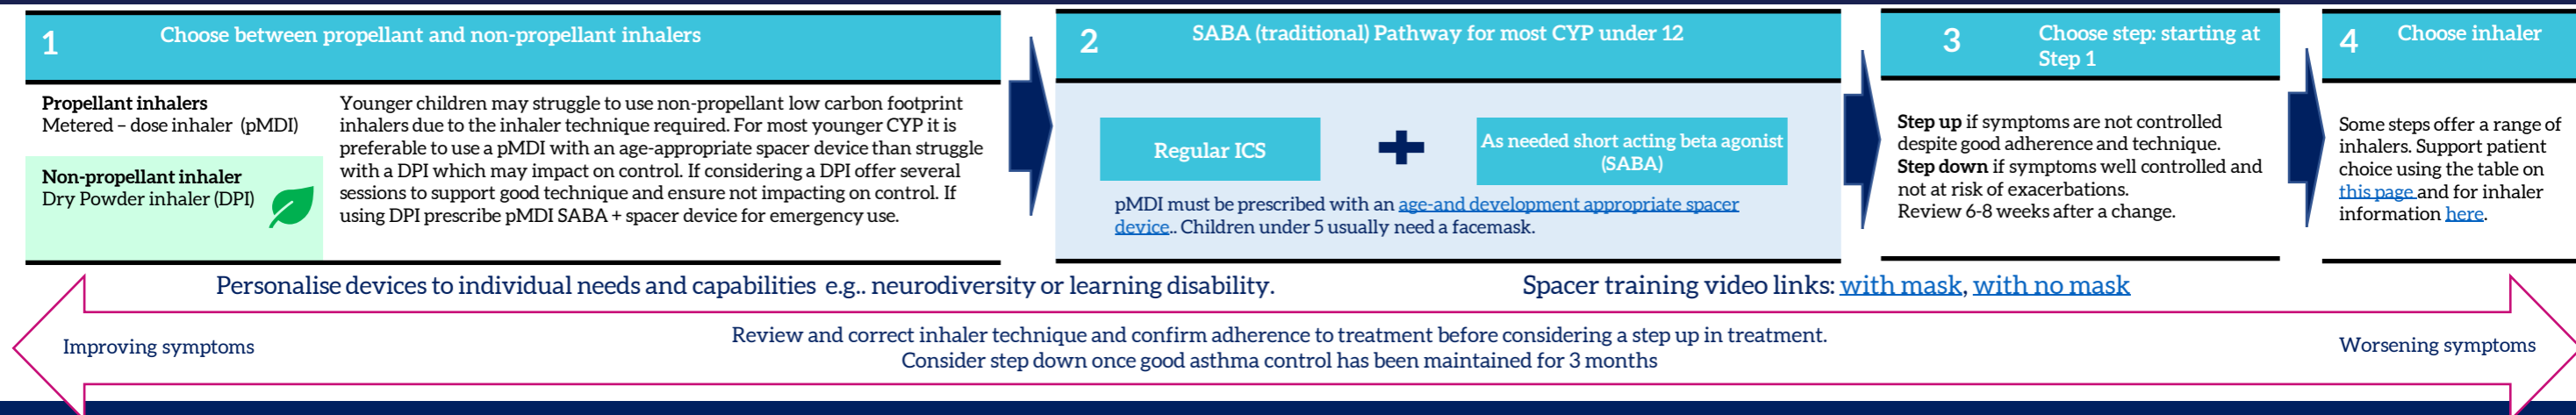 1
Choose between propellant and non-propellant inhalers
Propellant inhalers
Metered – dose inhaler (pMDI)
Non-propellant inhaler
Dry Powder inhaler (DPI)
Younger children may struggle to use non-propellant low carbon footprint
inhalers due to the inhaler technique required. For most younger CYP it is
preferable to use a pMDI with an age-appropriate spacer device than struggle
with a DPI which may impact on control. If considering a DPI offer several
sessions to support good technique and ensure not impacting on control. If
using DPI prescribe pMDI SABA + spacer device for emergency use.
2
SABA (traditional) Pathway for most CYP under 12
Regular ICS
As needed short acting beta agonist
(SABA)
pMDI must be prescribed with an age-and development appropriate spacer
device.. Children under 5 usually need a facemask.
3
Choose step: starting at
Step 1
Step up if symptoms are not controlled
despite good adherence and technique.
Step down if symptoms well controlled and
not at risk of exacerbations.
Review 6-8 weeks after a change.
4
Choose inhaler
Some steps offer a range of
inhalers. Support patient
choice using the table on
this page and for inhaler
information here.
Personalise devices to individual needs and capabilities e.g.. neurodiversity or learning disability.
Spacer training video links: with mask, with no mask
Improving symptoms
Review and correct inhaler technique and confirm adherence to treatment before considering a step up in treatment.
Consider step down once good asthma control has been maintained for 3 months
Worsening symptoms